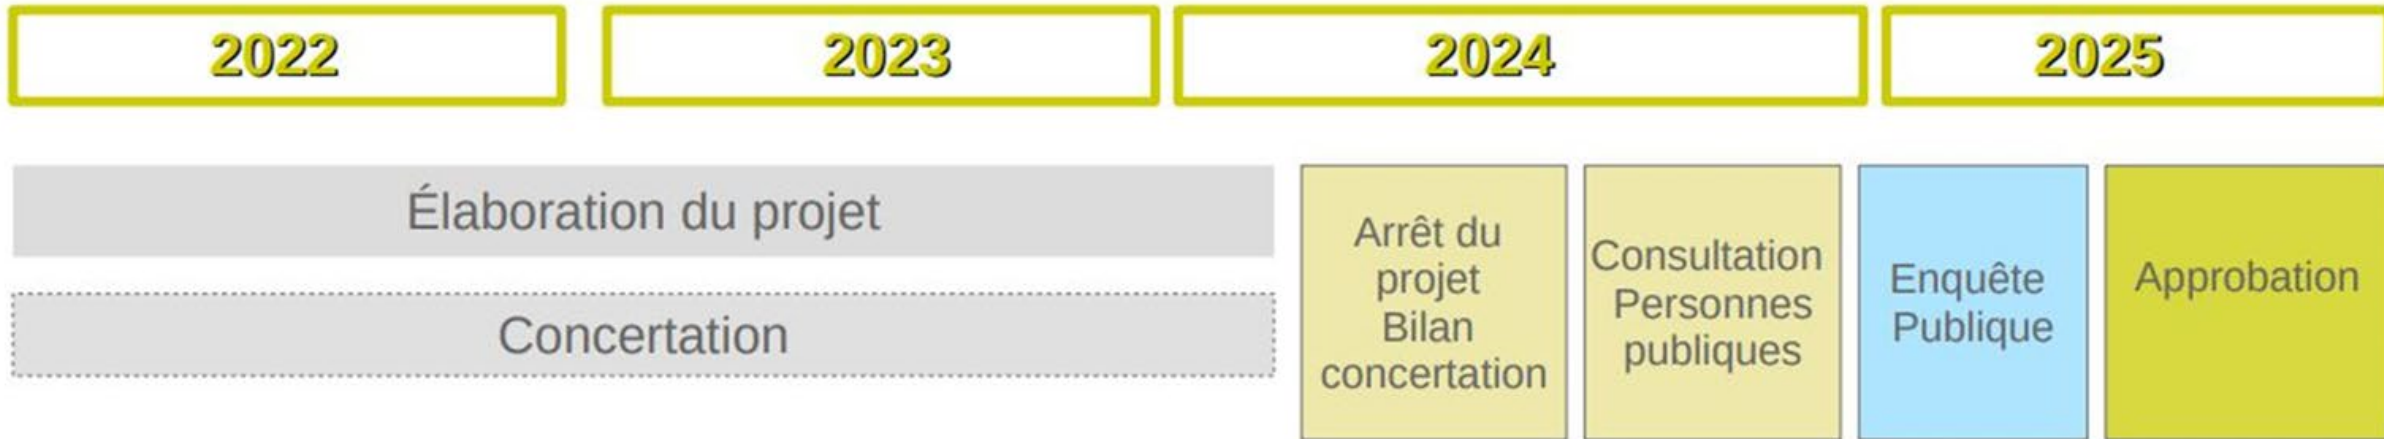 2022
2023
2024
2025
Élaboration du projet
Concertation
Arrêt du
projet
Bilan
concertation
Consultation
Personnes
publiques
Enquête
Publique
Approbation